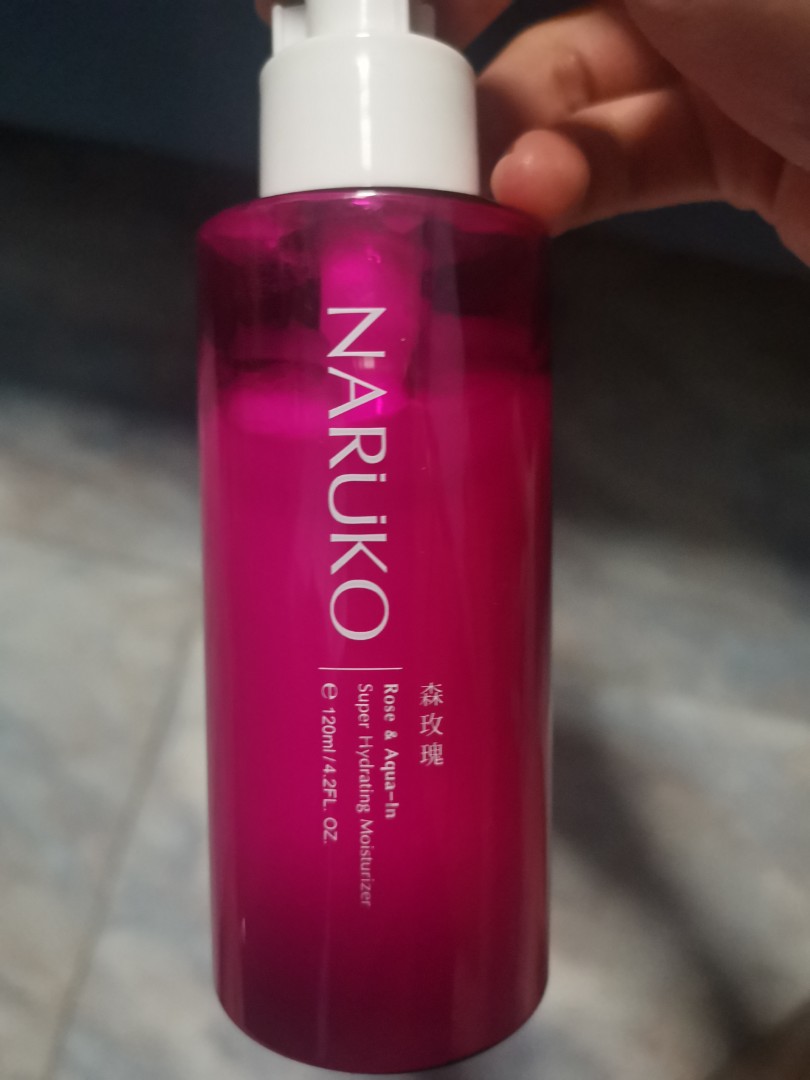 NARÜKO
森玫瑰
Rose & Aqua-In
Super Hydrating Moisturizer
e 120ml/4.2FL. OZ.